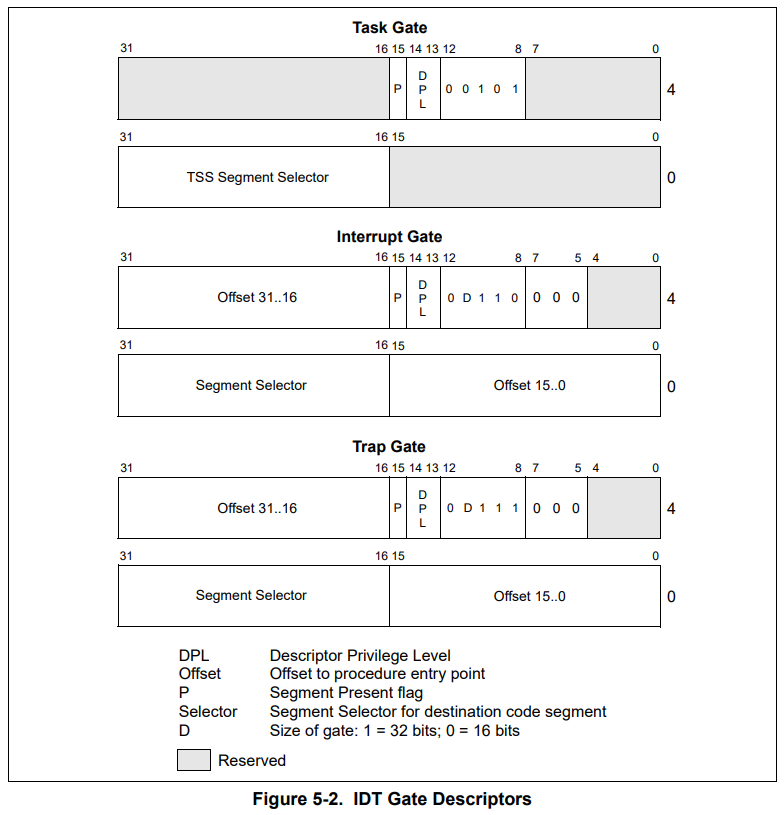 Task Gate
31 16 15 14 13 12 8 7 0
P D P L 0 0 1 0 1 4
31 16 15 0
TSS Segment Selector 0
Interrupt Gate
31 16 15 14 13 12 8 7 5 4 0
Offset 31..16 P D P L 0 D 1 1 0 0 0 0 4
31 16 15 0
Segment Selector Offset 15..0 0
Trap Gate
31 16 15 14 13 12 8 7 5 4 0
Offset 31..16 P D P L 0 D 1 1 1 0 0 0 4
31 16 15 0
Segment Selector Offset 15..0 0
DPL Descriptor Privilege Level
Offset Offset to procedure entry point
P Segment Present flag
Selector Segment Selector for destination code segment
D Size of gate: 1 = 32 bits; 0 = 16 bits
Reserved
Figure 5-2. IDT Gate Descriptors